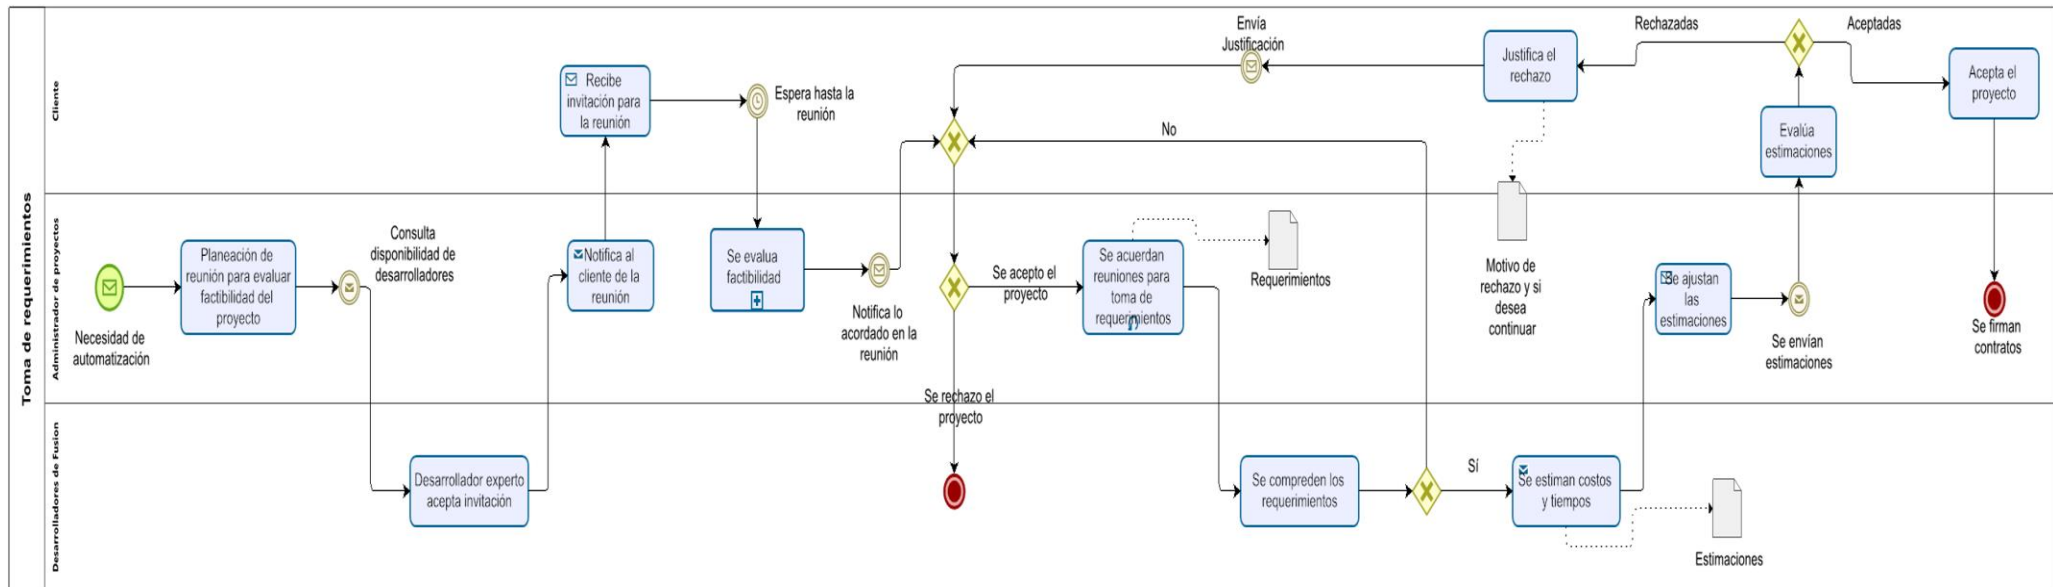 Toma de requerimientos
Cliente
Administrador de proyectos
Desarrolladores de Fusion
Necesidad de
automatización
Planeación de
reunión para evaluar
factibilidad del
proyecto
Consulta
disponibilidad de
desarrolladores
Desarrollador experto
acepta invitación
Notifica al
cliente de la
reunión
Recibe
invitación para
la reunión
Espera hasta la
reunión
Se evalua
factibilidad
Notifica lo
acordado en la
reunión
Se acepto el
proyecto
Se rechazo el
proyecto
Se acuerdan
reuniones para
toma de
requerimientos
Requerimientos
Se compreden los
requerimientos
No
Sí
Se estiman costos
y tiempos
Estimaciones
Se ajustan
las
estimaciones
Se envían
estimaciones
Evalúa
estimaciones
Rechazadas
Aceptadas
Justifica el
rechazo
Envía
Justificación
Motivo de
rechazo y si
desea
continuar
Acepta el
proyecto
Se firman
contratos